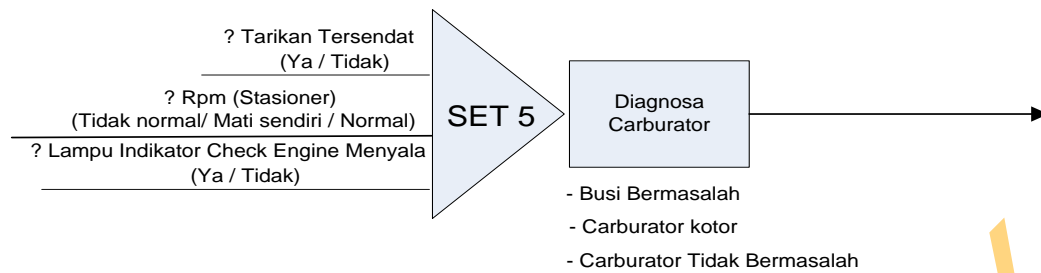 ? Tarikan Tersendat
(Ya / Tidak)
? Rpm (Stasioner)
(Tidak normal/ Mati sendiri / Normal)
? Lampu Indikator Check Engine Menyala
(Ya / Tidak)
SET 5
Diagnosa
Carburator
- Busi Bermasalah
- Carburator kotor
- Carburator Tidak Bermasalah